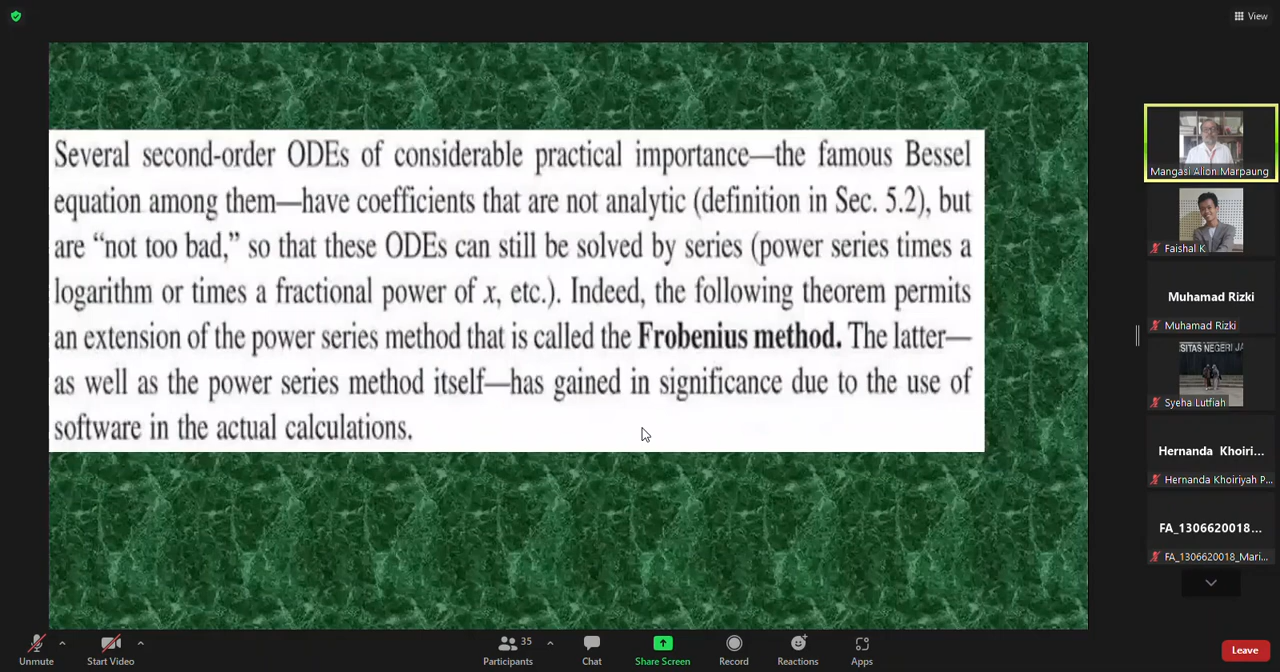 View
Several second-order ODEs of considerable practical importance—the famous Bessel
equation among them—have coefficients that are not analytic (definition in Sec. 5.2), but
are “not too bad,” so that these ODEs can still be solved by series (power series times a
logarithm or times a fractional power of x, etc.). Indeed, the following theorem permits
an extension of the power series method that is called the Frobenius method. The latter—
as well as the power series method itself—has gained in significance due to the use of
software in the actual calculations.
Mangasi Alion Marpaung
Faishal K
Muhamad Rizki
Muhamad Rizki
SITAS NEGERI JA
Syeha Lutfiah
Hernanda Khoiri...
Hernanda Khoiriyah P...
FA_1306620018...
FA_1306620018_Mari...
Unmute
Start Video
35
Participants
Chat
Share Screen
Record
Reactions
Apps
Leave